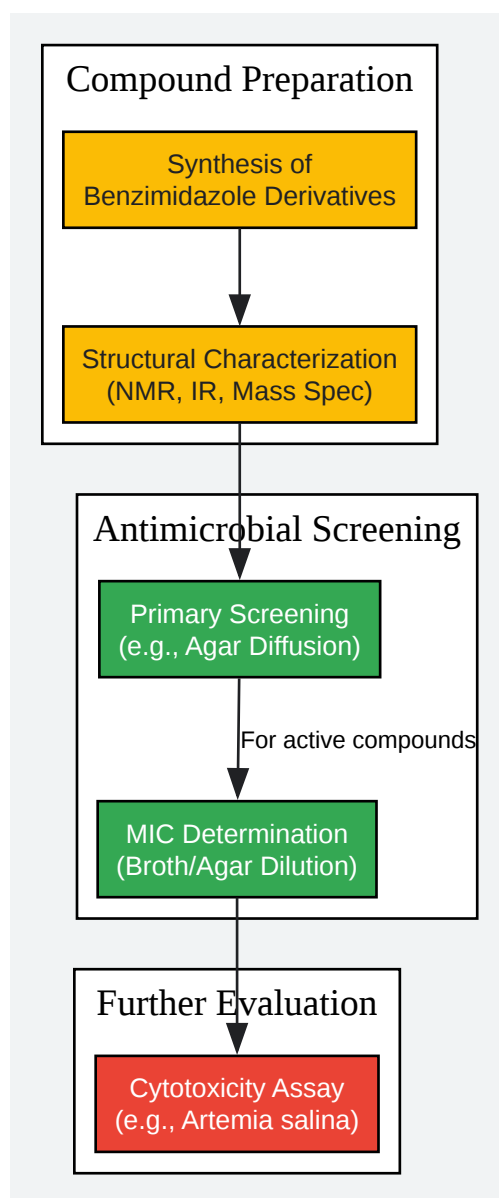 Compound Preparation
Synthesis of
Benzimidazole Derivatives
Structural Characterization
(NMR, IR, Mass Spec)
Antimicrobial Screening
Primary Screening
(e.g., Agar Diffusion)
For active compounds
MIC Determination
(Broth/Agar Dilution)
Further Evaluation
Cytotoxicity Assay
(e.g., Artemia salina)